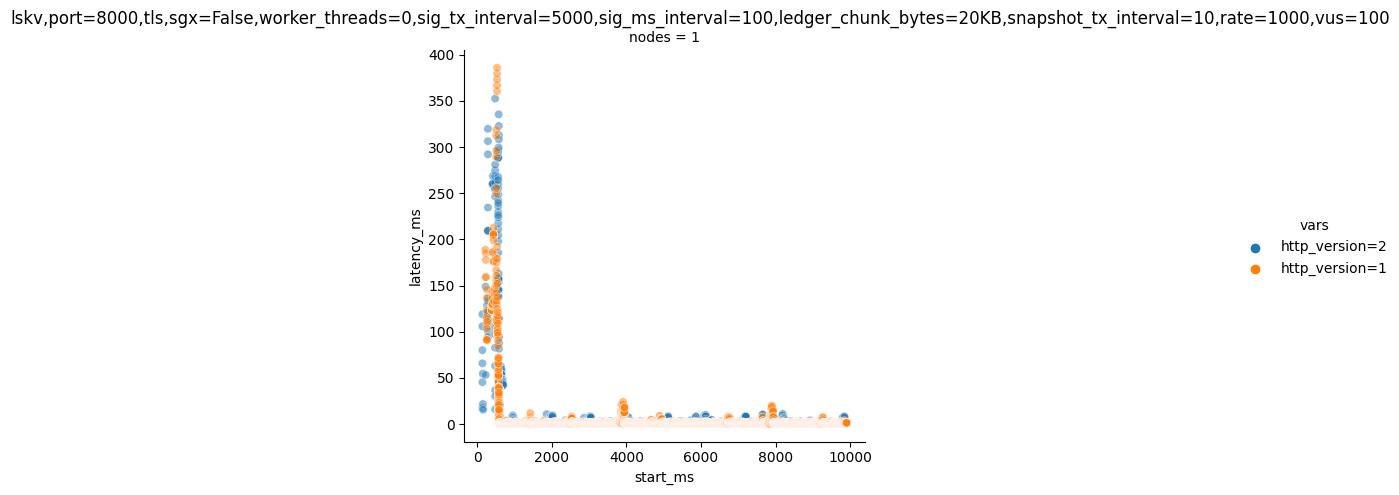 lskv,port=8000,tls,sgx=False,worker_threads=0,sig_tx_interval=5000,sig_ms_interval=100,ledger_chunk_bytes=20KB,snapshot_tx_interval=10,rate=1000,vus=100
nodes = 1
400
350
300
250
200
150
100
50
0
latency_ms
0 2000 4000 6000 8000 10000
start_ms
vars
http_version=2
http_version=1